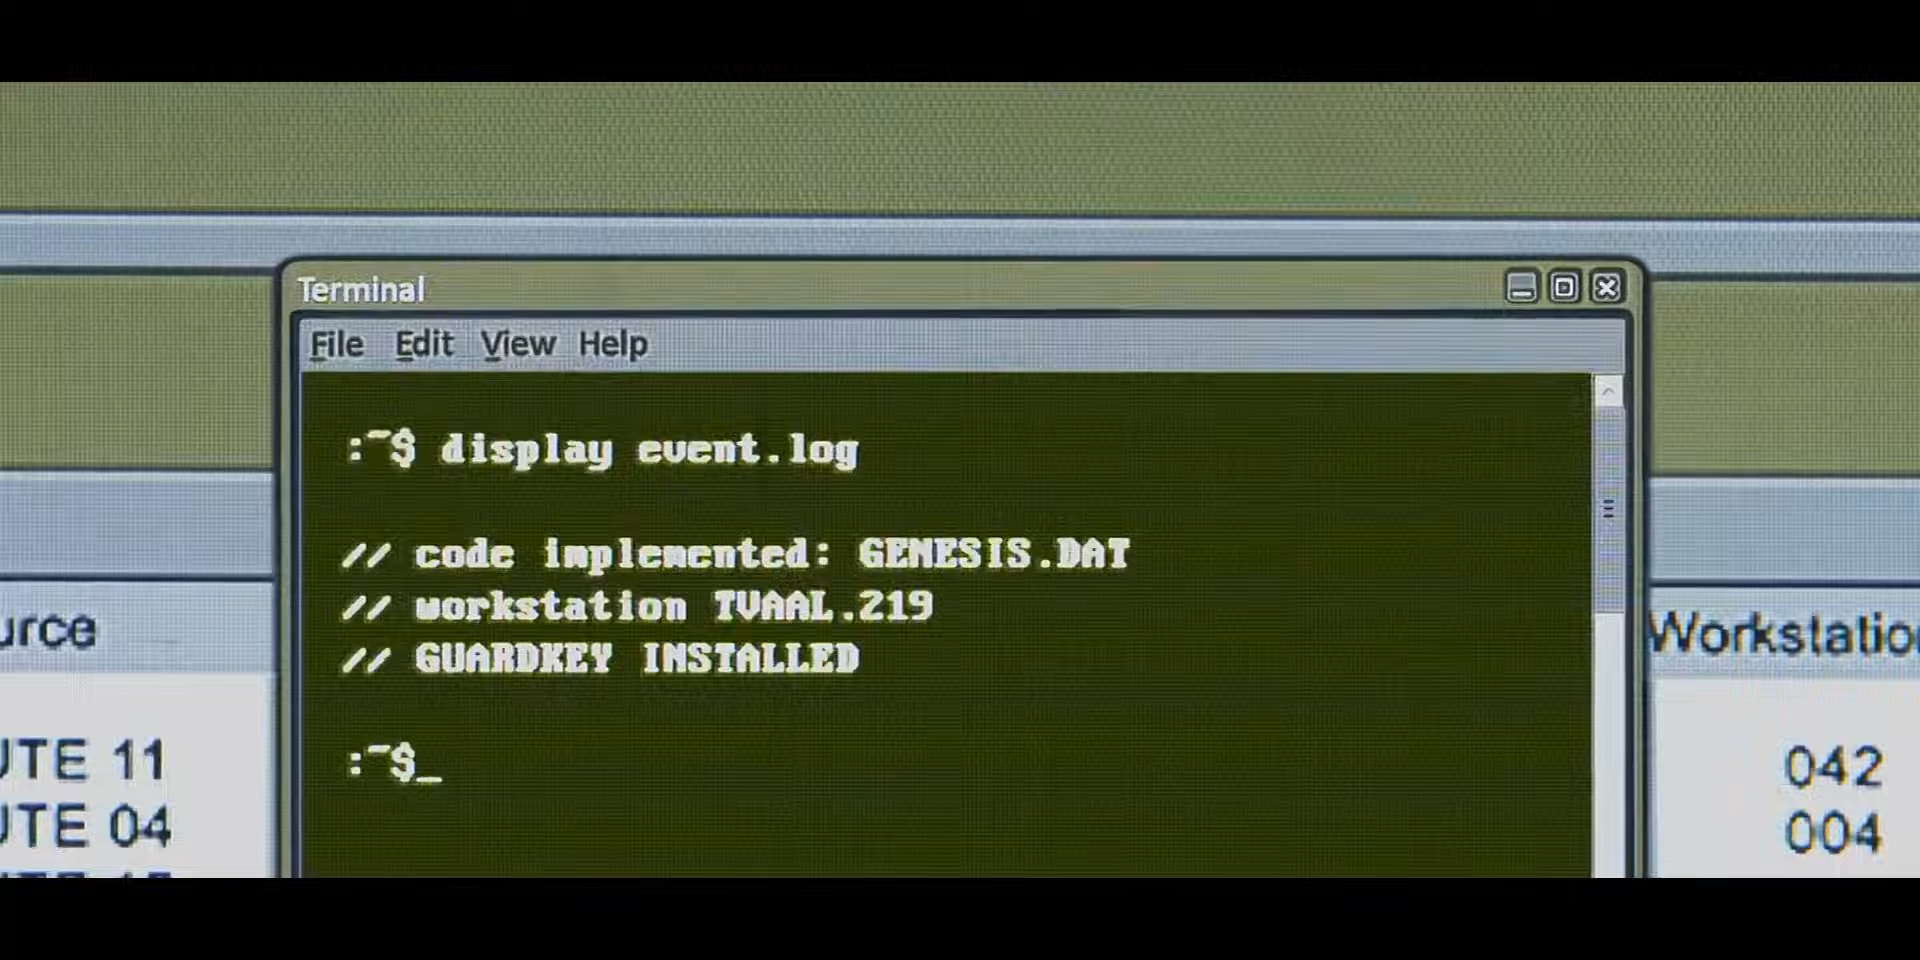 Terminal
File Edit View Help
:~$ display event.log
// code implemented: GENESIS.DAT
// workstation TVAAL.219
// GUARDKEY INSTALLED
:~$_
urce
UTE 11
UTE 04
Workstation
042
004